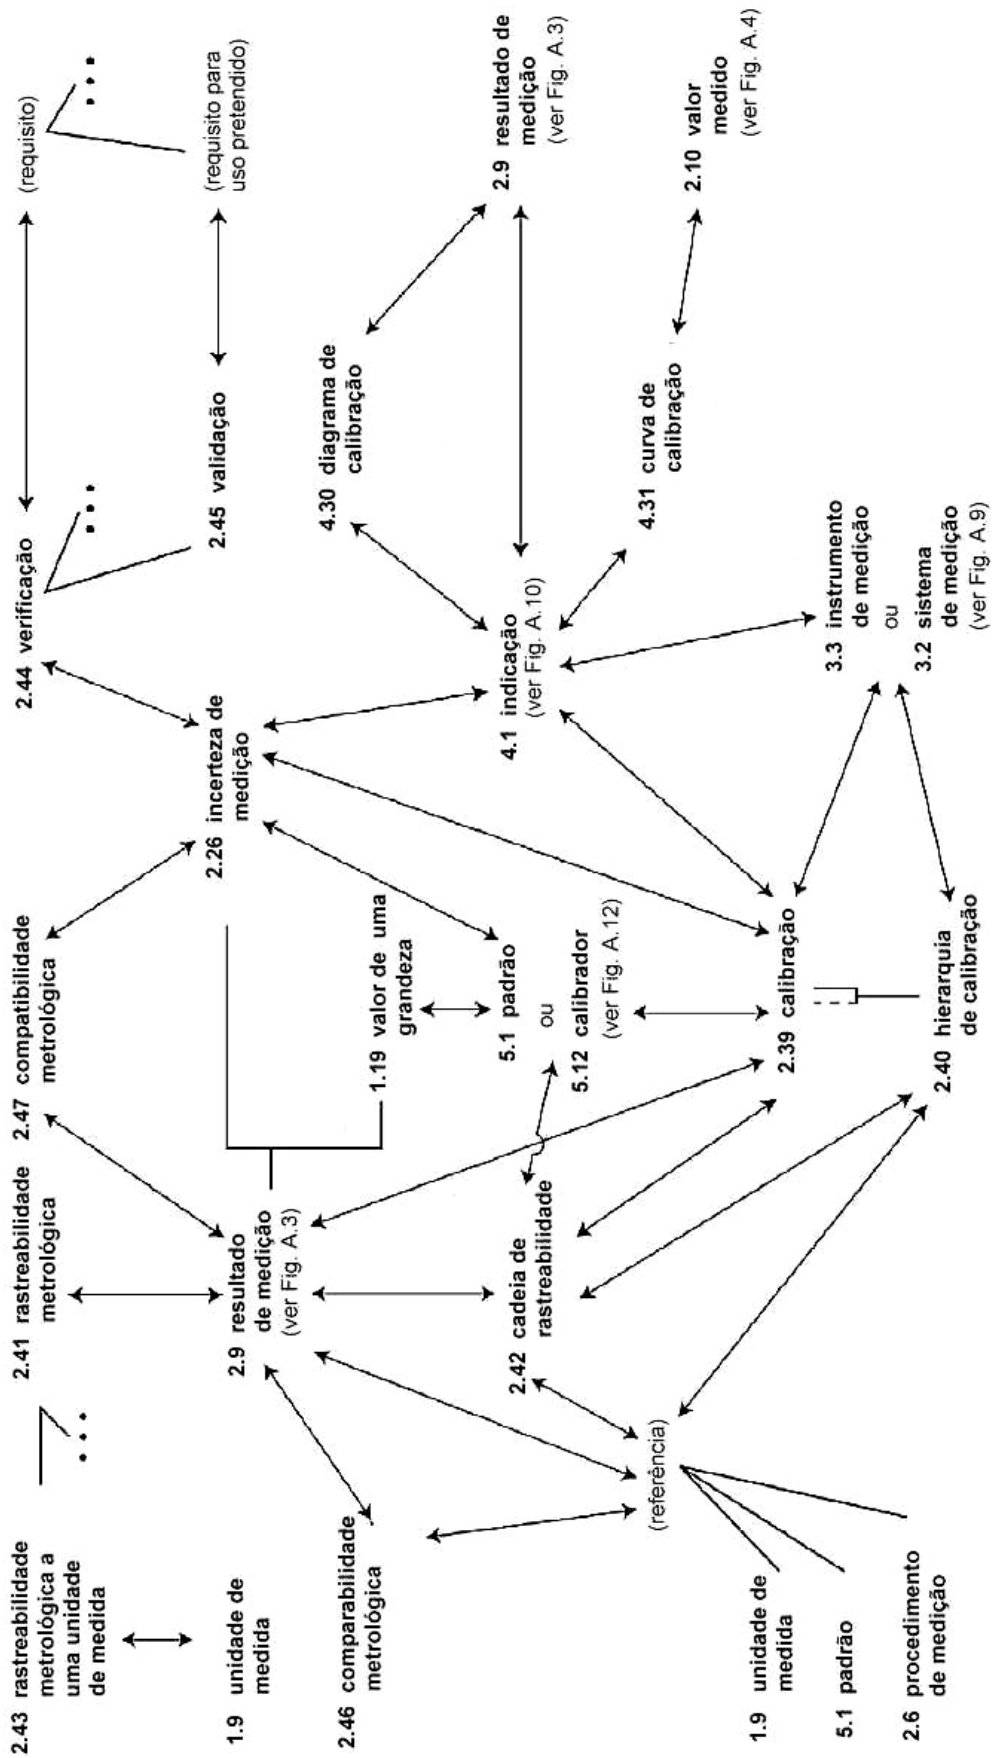 2.43 rastreabilidade
metrológica a
uma unidade
de medida
2.41 rastreabilidade
metrológica
2.47 compatibilidade
metrológica
2.44 verificação
(requisito)
1.9 unidade de
medida
2.9 resultado
de medição
(ver Fig. A.3)
2.26 incerteza de
medição
2.45 validação
(requisito para
uso pretendido)
2.46 comparabilidade
metrológica
1.19 valor de uma
grandeza
4.30 diagrama de
calibração
2.42 cadeia de
rastreabilidade
5.1 padrão
ou
5.12 calibrador
(ver Fig. A.12)
4.1 indicação
(ver Fig. A.10)
2.9 resultado de
medição
(ver Fig. A.3)
(referência)
4.31 curva de
calibração
2.10 valor
medido
(ver Fig. A.4)
1.9 unidade de
medida
5.1 padrão
2.6 procedimento
de medição
2.39 calibração
2.40 hierarquia
de calibração
3.3 instrumento
de medição
ou
3.2 sistema
de medição
(ver Fig. A.9)